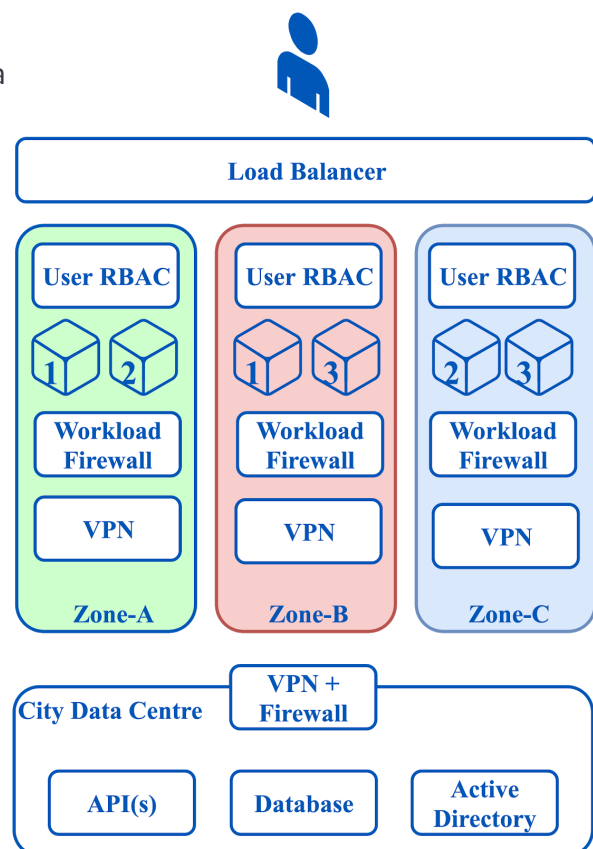 a
Load Balancer
User RBAC
1 2
Workload
Firewall
VPN
Zone-A
User RBAC
1 3
Workload
Firewall
VPN
Zone-B
User RBAC
2 3
Workload
Firewall
VPN
Zone-C
City Data Centre
VPN +
Firewall
API(s)
Database
Active
Directory